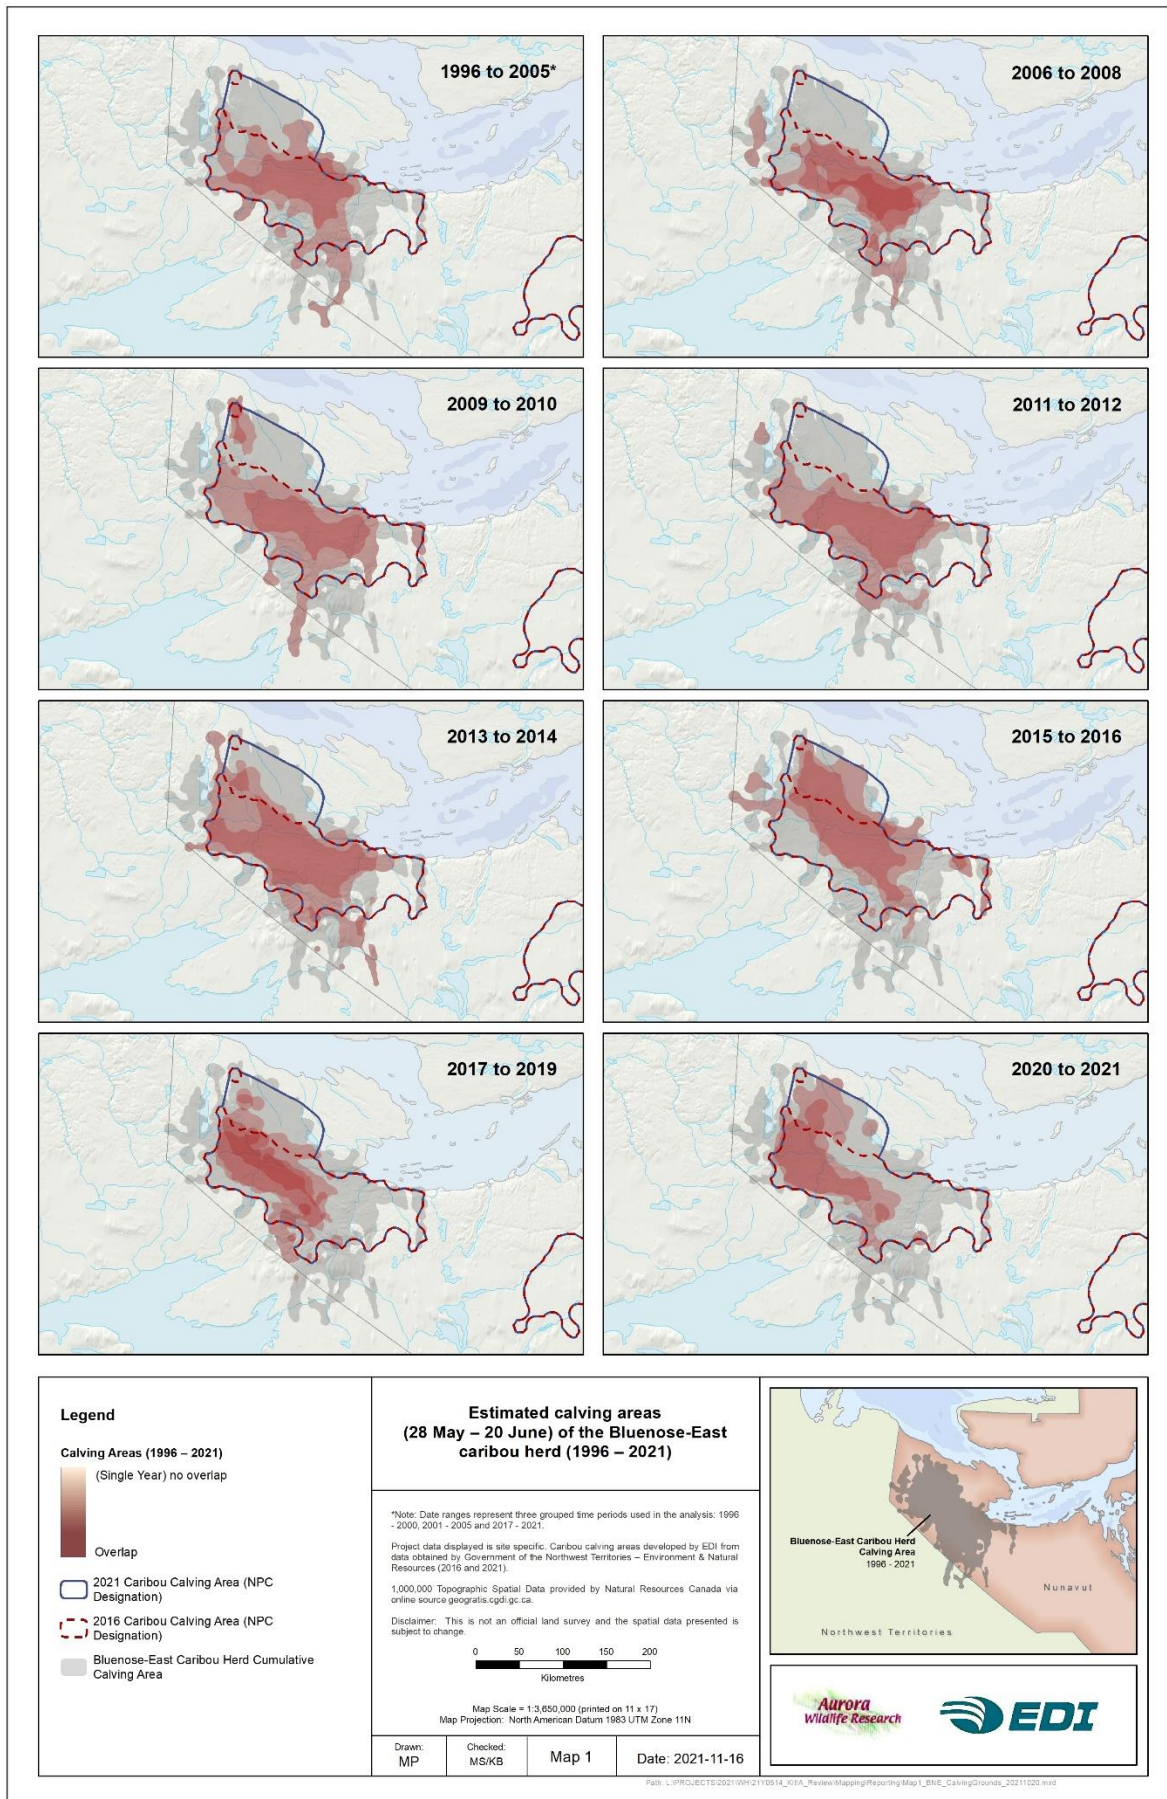 1996 to 2005*
2006 to 2008
2009 to 2010
2011 to 2012
2013 to 2014
2015 to 2016
2017 to 2019
2020 to 2021
Legend
Calving Areas (1996 – 2021)
(Single Year) no overlap
Overlap
2021 Caribou Calving Area (NPC
Designation)
2016 Caribou Calving Area (NPC
Designation)
Bluenose-East Caribou Herd Cumulative
Calving Area
Estimated calving areas
(28 May – 20 June) of the Bluenose-East
caribou herd (1996 – 2021)
*Note: Date ranges represent three grouped time periods used in the analysis: 1996
- 2000, 2001 - 2005 and 2017 - 2021.
Project data displayed is site specific. Caribou calving areas developed by EDI from
data obtained by Government of the Northwest Territories – Environment & Natural
Resources (2016 and 2021).
1,000,000 Topographic Spatial Data provided by Natural Resources Canada via
online source geogratis.cgdi.gc.ca.
Disclaimer: This is not an official land survey and the spatial data presented is
subject to change.
0 50 100 150 200
Kilometres
Map Scale = 1:3,650,000 (printed on 11 x 17)
Map Projection: North American Datum 1983 UTM Zone 11N
Drawn:
MP
Checked:
MS/KB
Map 1
Date: 2021-11-16
Bluenose-East Caribou Herd
Calving Area
1996 - 2021
Nunavut
Northwest Territories
Aurora
Wildlife Research
EDI